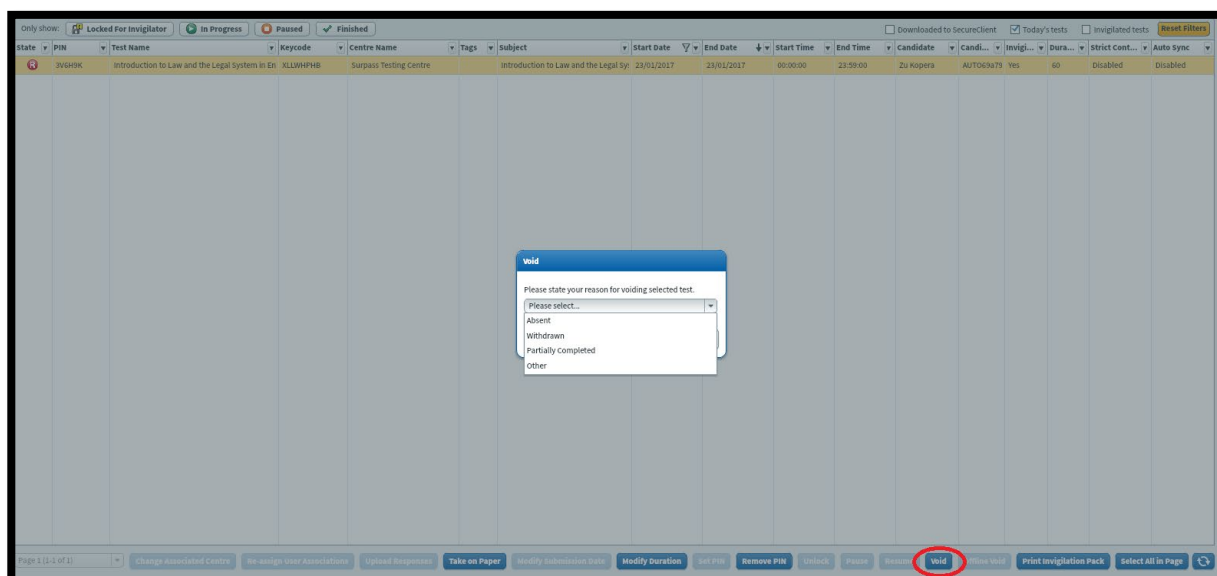 Only show: Locked For Invigilator In Progress Paused Finished Downloaded to SecureClient Today's tests Invigilated tests Reset Filters
State PIN Test Name Keycode Centre Name Tags Subject Start Date End Date Start Time End Time Candidate Candi... Invigi... Dura... Strict Cont... Auto Sync
R 3V6H9K Introduction to Law and the Legal System in En XLLWHPHB Surpass Testing Centre Introduction to Law and the Legal Sy: 23/01/2017 23/01/2017 00:00:00 23:59:00 Zu Kopera AUTO69a79 Yes 60 Disabled Disabled
Void
Please state your reason for voiding selected test.
Please select...
Absent
Withdrawn
Partially Completed
Other
Page 1 (1-1 of 1) Change Associated Centre Re-assign User Associations Upload Responses Take on Paper Modify Submission Date Modify Duration Set PIN Remove PIN Unlock Pause Void Offline Void Print Invigilation Pack Select All in Page